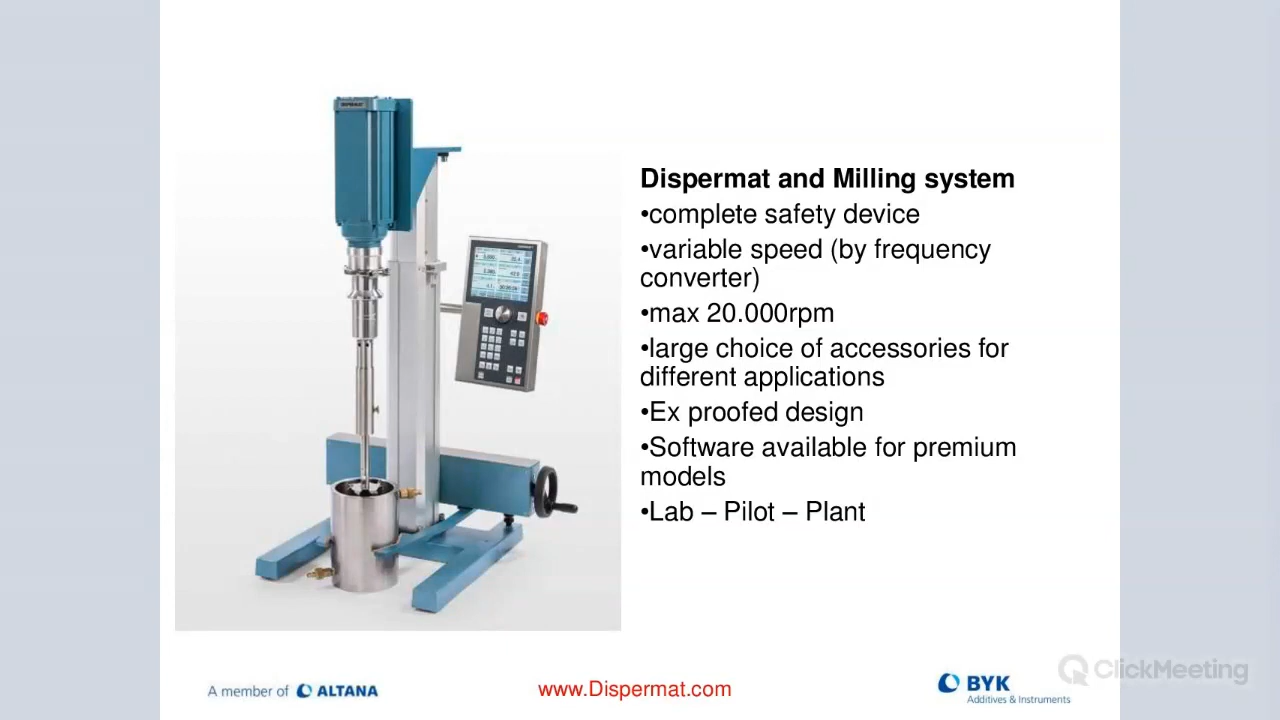 Dispermat and Milling system
•complete safety device
•variable speed (by frequency
converter)
•max 20.000rpm
•large choice of accessories for
different applications
•Ex proofed design
•Software available for premium
models
•Lab – Pilot – Plant
A member of ALTANA
www.Dispermat.com
BYK
Additives & Instruments
ClickMeeting